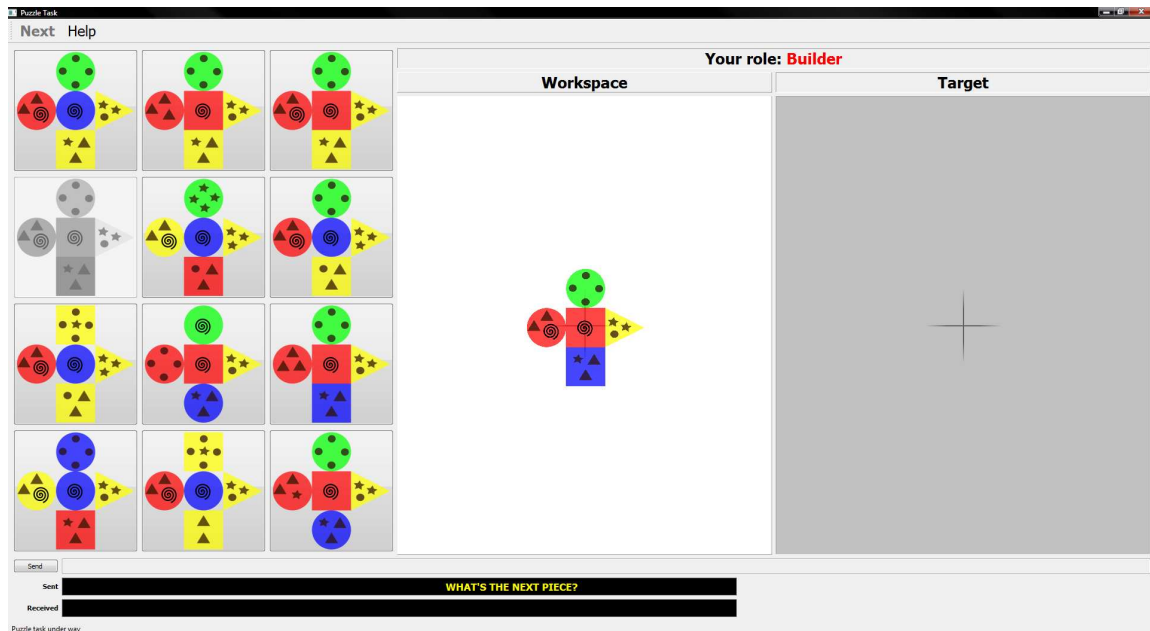 Puzzle Task
Next Help
Your role: Builder
Workspace
Target
Send
Sent
WHAT'S THE NEXT PIECE?
Received
Puzzle task under way